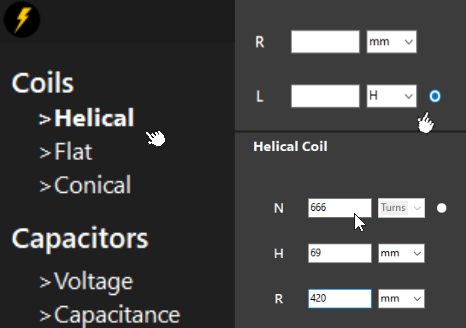 Coils
>Helical
>Flat
>Conical
Capacitors
>Voltage
>Capacitance
R mm
L H
Helical Coil
N 666 Turns
H 69 mm
R 420 mm